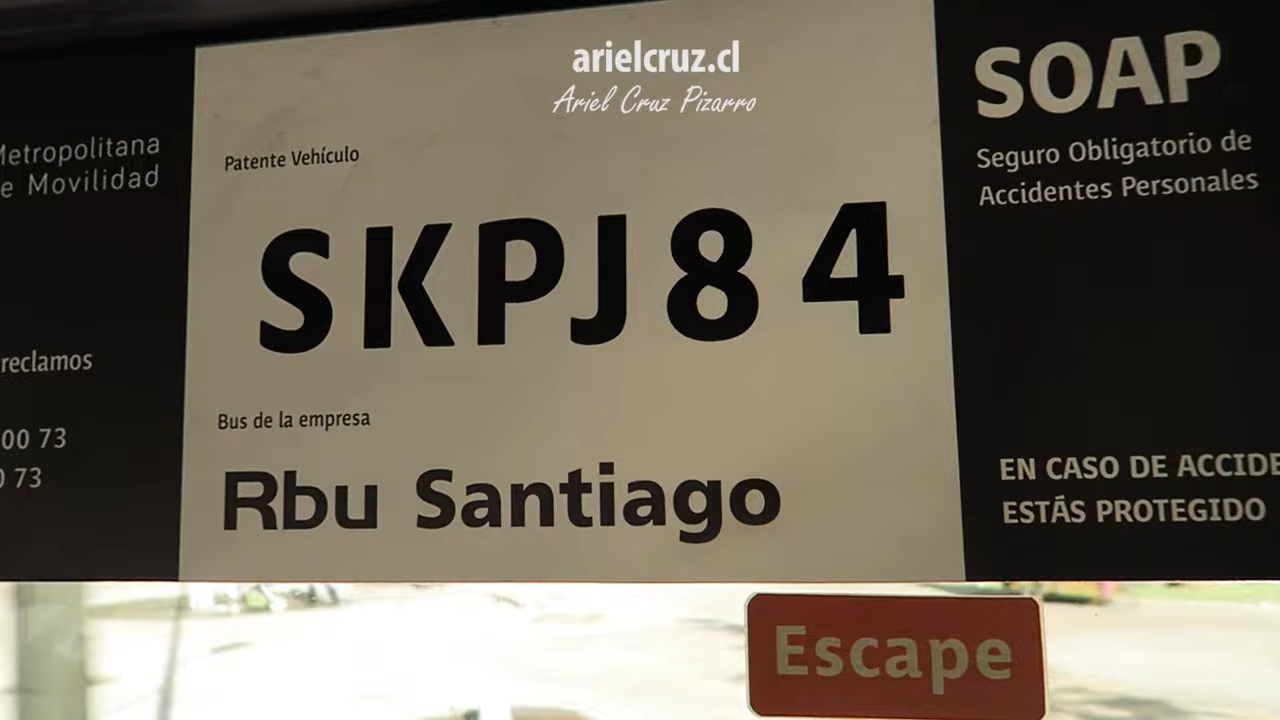 arielcruz.cl
Ariel Cruz Pizarro
Metropolitana
e Movilidad
reclamos
00 73
0 73
Patente Vehículo
SKPJ84
Bus de la empresa
Rbu Santiago
SOAP
Seguro Obligatorio de
Accidentes Personales
EN CASO DE ACCIDE
ESTÁS PROTEGIDO
Escape